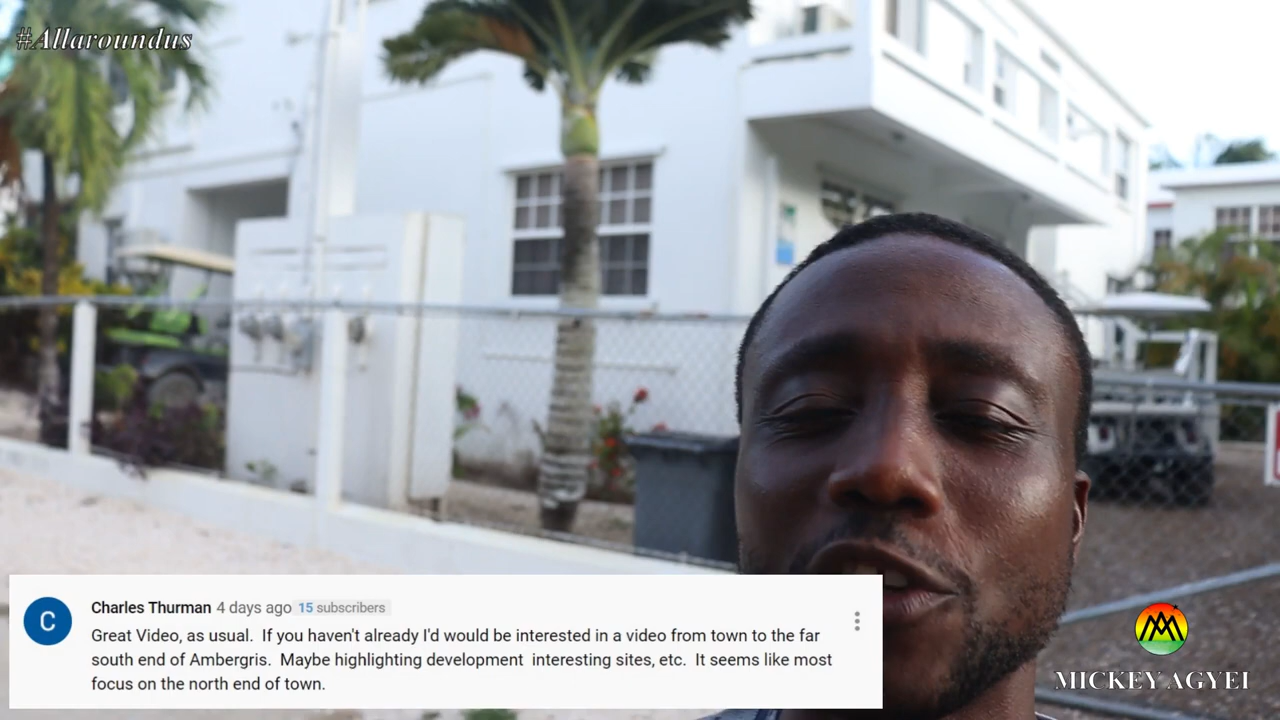 #Allaroundus
C
Charles Thurman 4 days ago 15 subscribers
Great Video, as usual.  If you haven't already I'd would be interested in a video from town to the far
south end of Ambergris.  Maybe highlighting development  interesting sites, etc.  It seems like most
focus on the north end of town.
MICKEY AGYEI